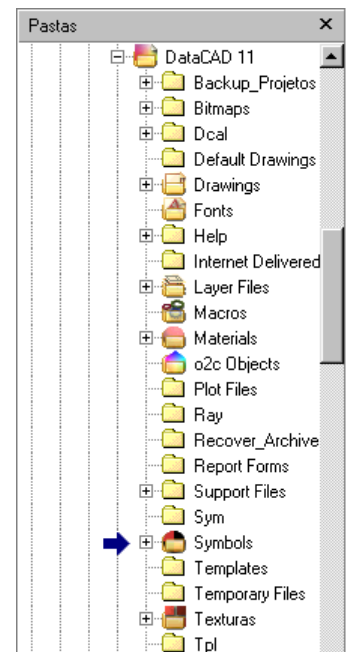 Pastas
DataCAD 11
Backup_Projetos
Bitmaps
Dcal
Default Drawings
Drawings
Fonts
Help
Internet Delivered
Layer Files
Macros
Materials
o2c Objects
Plot Files
Ray
Recover_Archive
Report Forms
Support Files
Sym
Symbols
Templates
Temporary Files
Texturas
Tpl